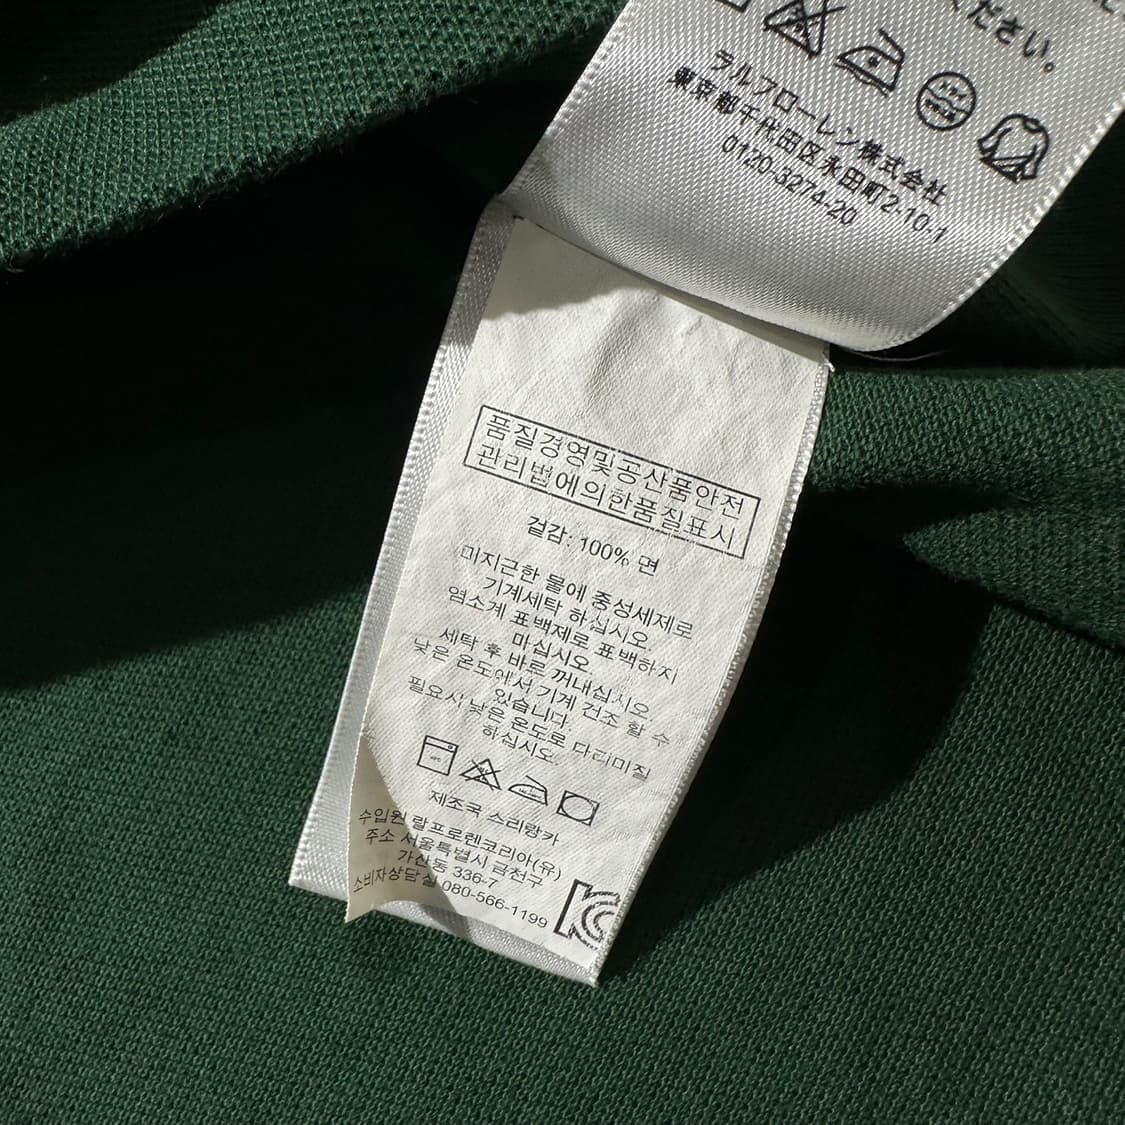 ください。
ラルフローレン株式会社
東京都千代田区永田町2-10-1
0120-3274-20
품질경영및공산품안전
관리법에의한품질표시
겉감: 100% 면
미지근한 물에 중성세제로
기계세탁 하십시오.
염소계 표백제로 표백하지
마십시오.
세탁 후 바로 꺼내십시오.
낮은 온도에서 기계 건조 할 수
있습니다.
필요시 낮은 온도로 다리미질
하십시오.
제조국 스리랑카
수입원 랄프로렌코리아(유)
주소 서울특별시 금천구
가산동 336-7
소비자상담실 080-566-1199